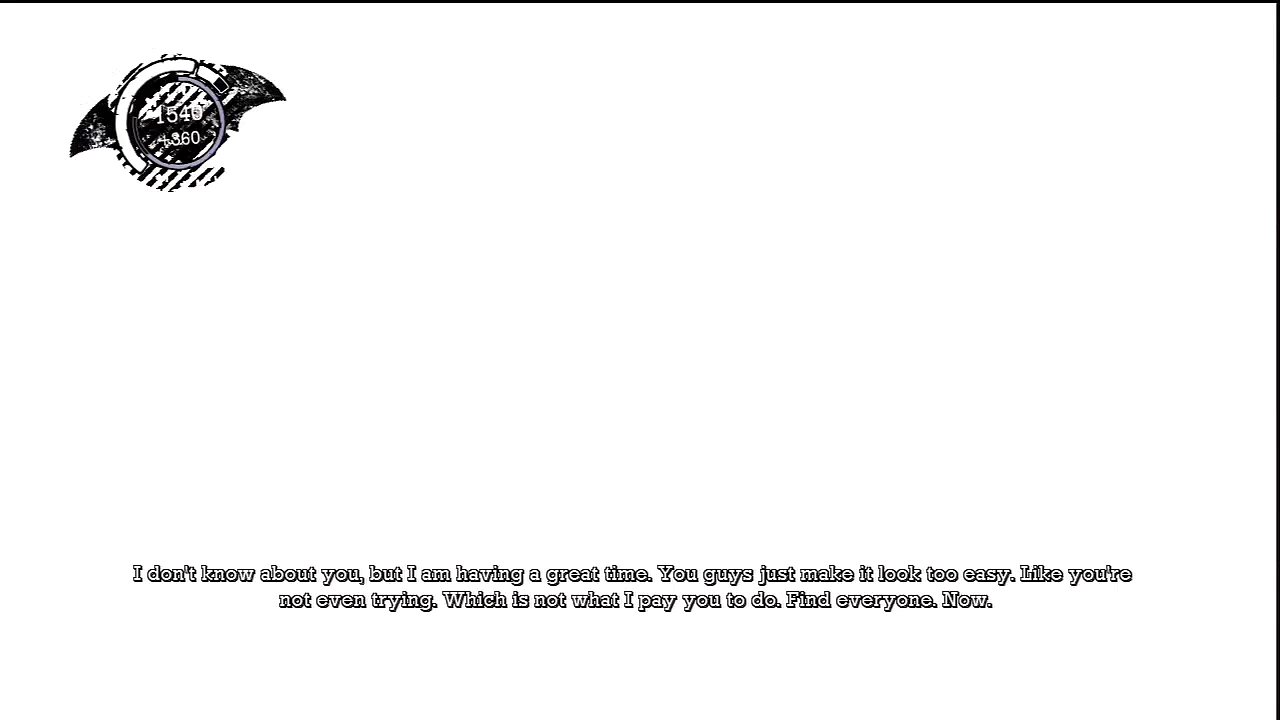 1540
+360
I don't know about you, but I am having a great time. You guys just make it look too easy. Like you're
not even trying. Which is not what I pay you to do. Find everyone. Now.